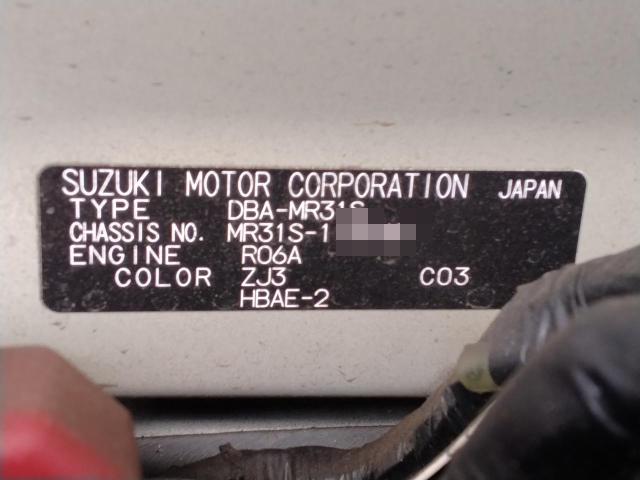 SUZUKI MOTOR CORPORATION JAPAN
TYPE DBA-MR31S
CHASSIS NO. MR31S-1
ENGINE R06A
COLOR ZJ3 C03
HBAE-2